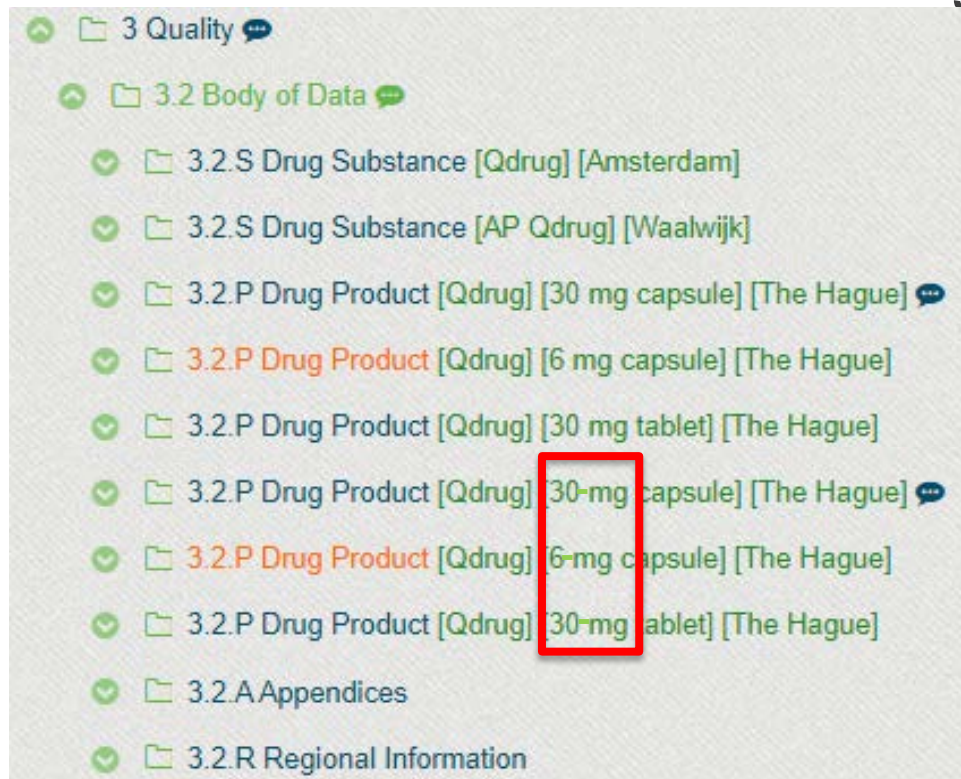 3 Quality
3.2 Body of Data
3.2.S Drug Substance [Qdrug] [Amsterdam]
3.2.S Drug Substance [AP Qdrug] [Waalwijk]
3.2.P Drug Product [Qdrug] [30 mg capsule] [The Hague]
3.2.P Drug Product [Qdrug] [6 mg capsule] [The Hague]
3.2.P Drug Product [Qdrug] [30 mg tablet] [The Hague]
3.2.P Drug Product [Qdrug] [30-mg capsule] [The Hague]
3.2.P Drug Product [Qdrug] [6-mg capsule] [The Hague]
3.2.P Drug Product [Qdrug] [30-mg tablet] [The Hague]
3.2.A Appendices
3.2.R Regional Information